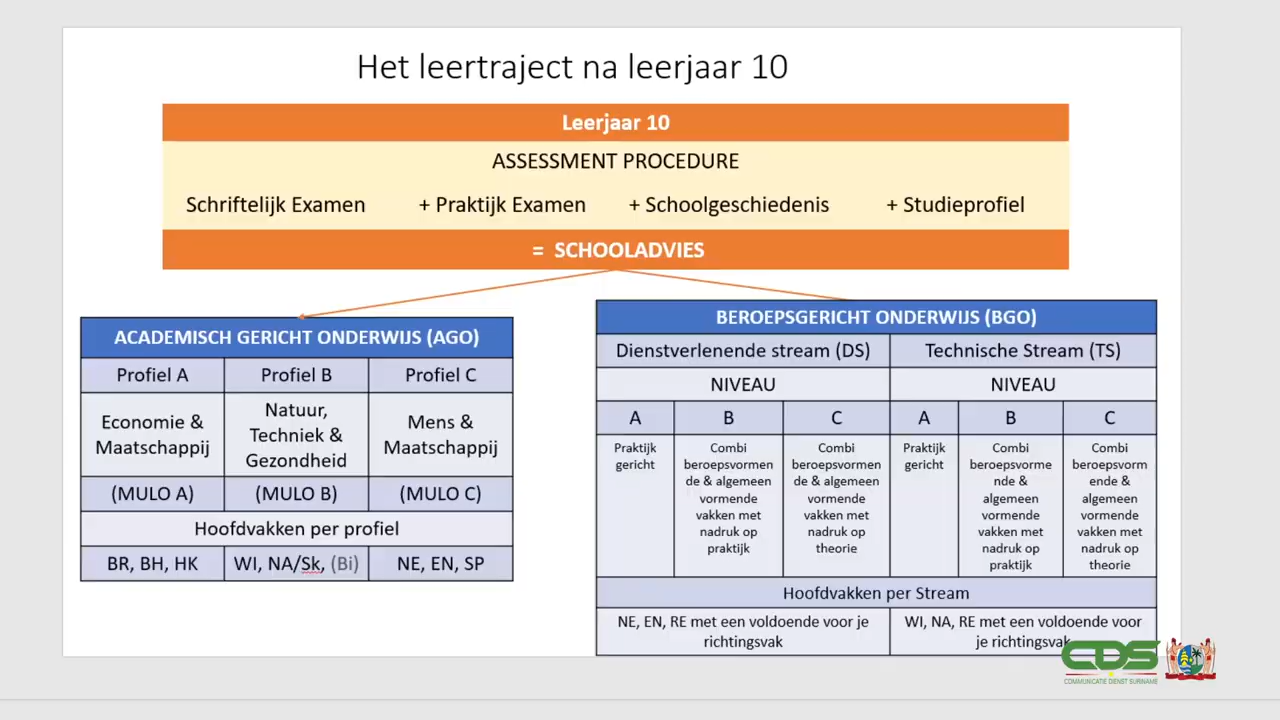 Het leertraject na leerjaar 10
Leerjaar 10
ASSESSMENT PROCEDURE
Schriftelijk Examen + Praktijk Examen + Schoolgeschiedenis + Studieprofiel
= SCHOOLADVIES
ACADEMISCH GERICHT ONDERWIJS (AGO)
Profiel A Profiel B Profiel C
Economie &
Maatschappij
Natuur,
Techniek &
Gezondheid
Mens &
Maatschappij
(MULO A) (MULO B) (MULO C)
Hoofdvakken per profiel
BR, BH, HK WI, NA/Sk, (Bi) NE, EN, SP
BEROEPSGERICHT ONDERWIJS (BGO)
Dienstverlenende stream (DS) Technische Stream (TS)
NIVEAU NIVEAU
A B C A B C
Praktijk
gericht
Combi
beroepsvormen
de & algemeen
vormende
vakken met
nadruk op
praktijk
Combi
beroepsvormen
de & algemeen
vormende
vakken met
nadruk op
theorie
Praktijk
gericht
Combi
beroepsvorme
nde &
algemeen
vormende
vakken met
nadruk op
praktijk
Combi
beroepsvorm
ende &
algemeen
vormende
vakken met
nadruk op
theorie
Hoofdvakken per Stream
NE, EN, RE met een voldoende voor je
richtingsvak
WI, NA, RE met een voldoende voor
je richtingsvak
CDS
COMMUNICATIE DIENST SURINAME